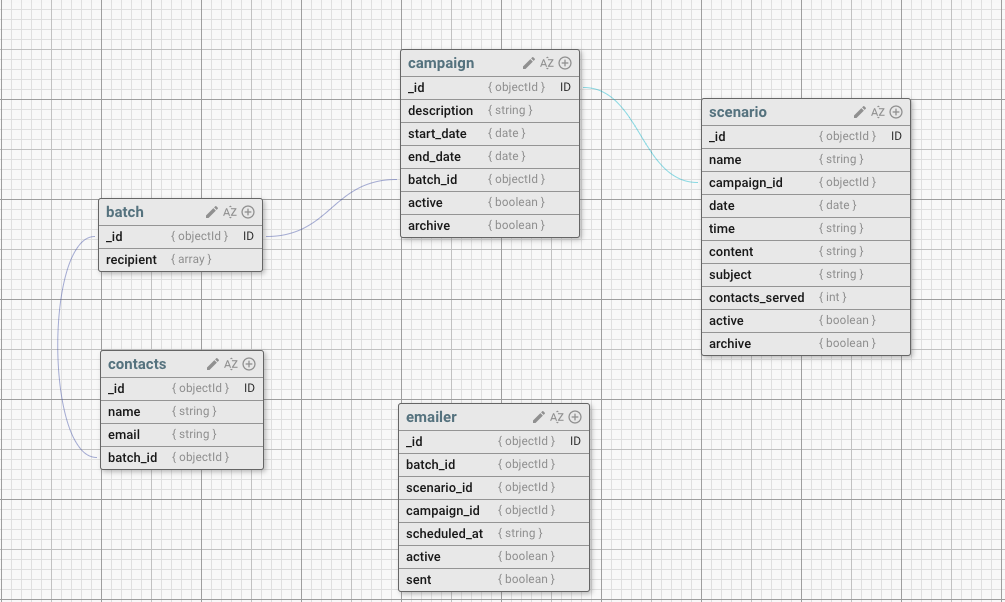 campaign AZ
_id { objectId } ID
description { string }
start_date { date }
end_date { date }
batch_id { objectId }
active { boolean }
archive { boolean }
scenario AZ
_id { objectId } ID
name { string }
campaign_id { objectId }
date { date }
time { string }
content { string }
subject { string }
contacts_served { int }
active { boolean }
archive { boolean }
batch AZ
_id { objectId } ID
recipient { array }
contacts AZ
_id { objectId } ID
name { string }
email { string }
batch_id { objectId }
emailer AZ
_id { objectId } ID
batch_id { objectId }
scenario_id { objectId }
campaign_id { objectId }
scheduled_at { string }
active { boolean }
sent { boolean }